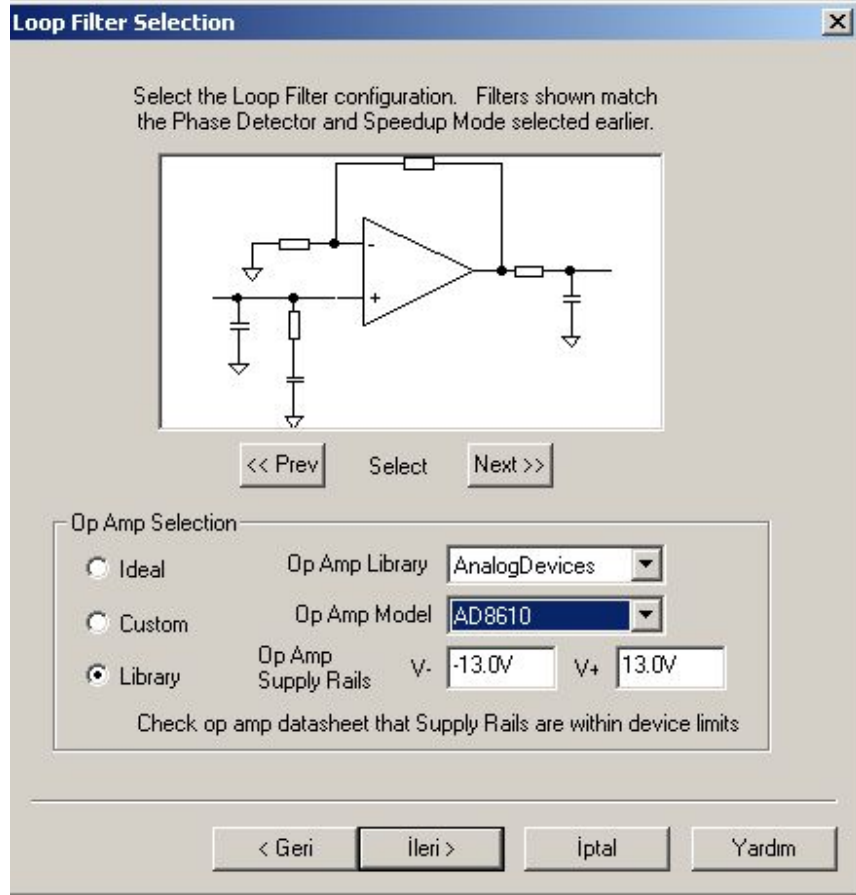 Loop Filter Selection
Select the Loop Filter configuration. Filters shown match
the Phase Detector and Speedup Mode selected earlier.
-
+
<< Prev Select Next >>
Op Amp Selection
Ideal Op Amp Library AnalogDevices
Custom Op Amp Model AD8610
Library Op Amp Supply Rails V- -13.0V V+ 13.0V
Check op amp datasheet that Supply Rails are within device limits
< Geri İleri > İptal Yardım